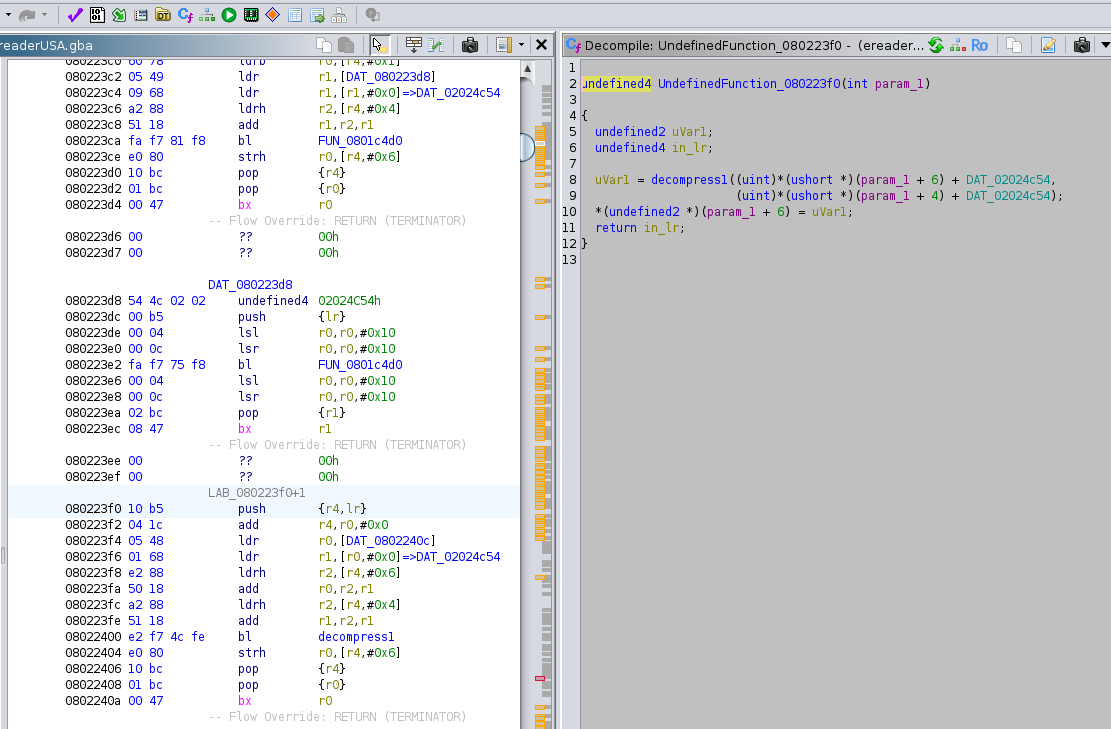 readerUSA.gba
080223c0 60 78 ldrb r0,[r4,#0x1]
080223c2 05 49 ldr r1,[DAT_080223d8]
080223c4 09 68 ldr r1,[r1,#0x0]=>DAT_02024c54
080223c6 a2 88 ldrh r2,[r4,#0x4]
080223c8 51 18 add r1,r2,r1
080223ca fa f7 81 f8 bl FUN_0801c4d0
080223ce e0 80 strh r0,[r4,#0x6]
080223d0 10 bc pop {r4}
080223d2 01 bc pop {r0}
080223d4 00 47 bx r0
-- Flow Override: RETURN (TERMINATOR)
080223d6 00 ?? 00h
080223d7 00 ?? 00h
DAT_080223d8
080223d8 54 4c 02 02 undefined4 02024C54h
080223dc 00 b5 push {lr}
080223de 00 04 lsl r0,r0,#0x10
080223e0 00 0c lsr r0,r0,#0x10
080223e2 fa f7 75 f8 bl FUN_0801c4d0
080223e6 00 04 lsl r0,r0,#0x10
080223e8 00 0c lsr r0,r0,#0x10
080223ea 02 bc pop {r1}
080223ec 08 47 bx r1
-- Flow Override: RETURN (TERMINATOR)
080223ee 00 ?? 00h
080223ef 00 ?? 00h
LAB_080223f0+1
080223f0 10 b5 push {r4,lr}
080223f2 04 1c add r4,r0,#0x0
080223f4 05 48 ldr r0,[DAT_0802240c]
080223f6 01 68 ldr r1,[r0,#0x0]=>DAT_02024c54
080223f8 e2 88 ldrh r2,[r4,#0x6]
080223fa 50 18 add r0,r2,r1
080223fc a2 88 ldrh r2,[r4,#0x4]
080223fe 51 18 add r1,r2,r1
08022400 e2 f7 4c fe bl decompress1
08022404 e0 80 strh r0,[r4,#0x6]
08022406 10 bc pop {r4}
08022408 01 bc pop {r0}
0802240a 00 47 bx r0
-- Flow Override: RETURN (TERMINATOR)
Decompile: UndefinedFunction_080223f0 - (ereader...
1
2 undefined4 UndefinedFunction_080223f0(int param_1)
3
4 {
5 undefined2 uVar1;
6 undefined4 in_lr;
7
8 uVar1 = decompress1((uint)*(ushort *)(param_1 + 6) + DAT_02024c54,
9 (uint)*(ushort *)(param_1 + 4) + DAT_02024c54);
10 *(undefined2 *)(param_1 + 6) = uVar1;
11 return in_lr;
12 }
13